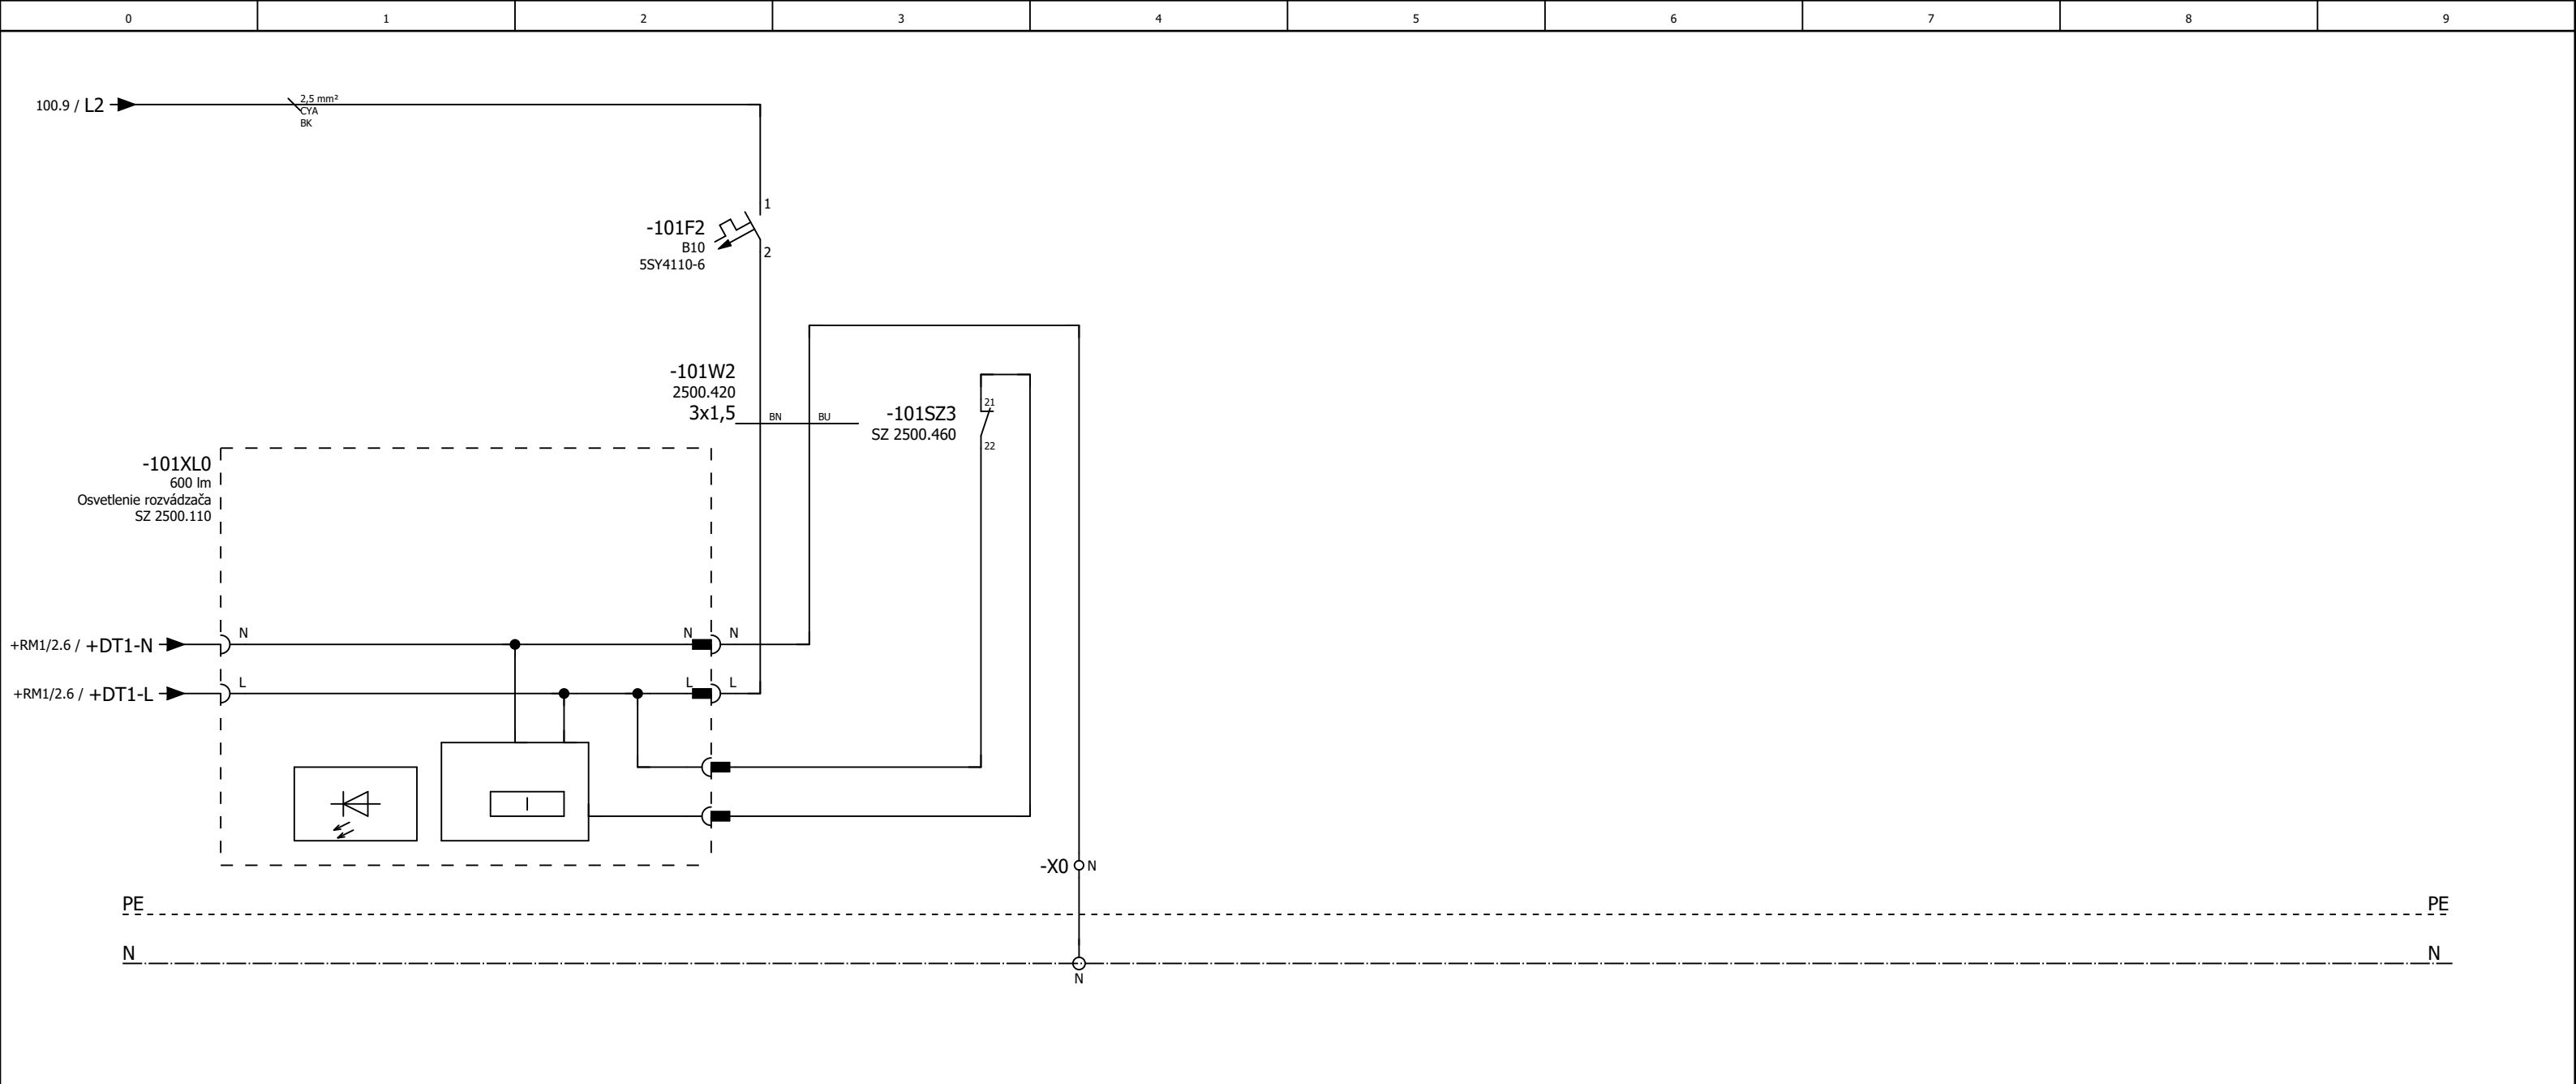 0 1 2 3 4 5 6 7 8 9
100.9 / L2
2,5 mm²
CYA
BK
1
-101F2
B10
2
5SY4110-6
-101W2
2500.420
3x1,5
BN BU
-101SZ3
SZ 2500.460
21
22
-101XL0
600 lm
Osvetlenie rozvádzača
SZ 2500.110
+RM1/2.6 / +DT1-N N N N
+RM1/2.6 / +DT1-L L L L
-X0 N
PE PE
N N
N